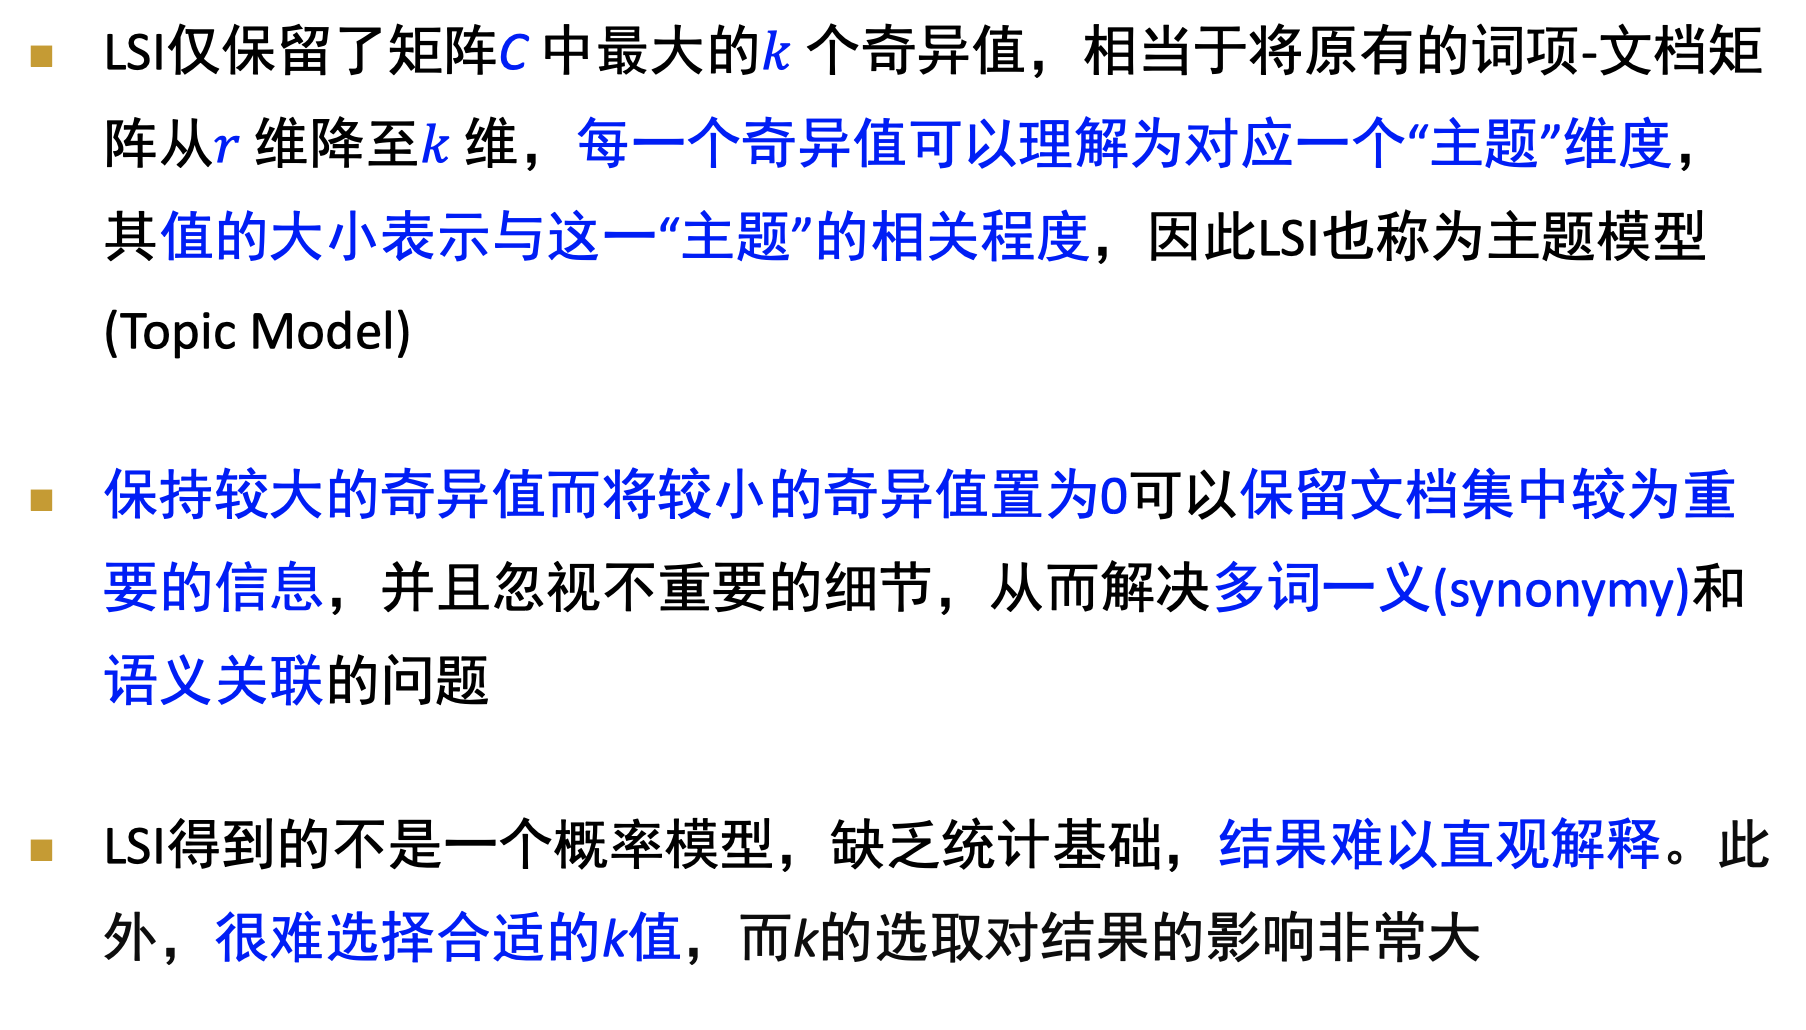 LSI仅保留了矩阵C 中最大的k 个奇异值，相当于将原有的词项-文档矩
阵从r 维降至k 维，每一个奇异值可以理解为对应一个“主题”维度，
其值的大小表示与这一“主题”的相关程度，因此LSI也称为主题模型
(Topic Model)
保持较大的奇异值而将较小的奇异值置为0可以保留文档集中较为重
要的信息，并且忽视不重要的细节，从而解决多词一义(synonymy)和
语义关联的问题
LSI得到的不是一个概率模型，缺乏统计基础，结果难以直观解释。此
外，很难选择合适的k值，而k的选取对结果的影响非常大